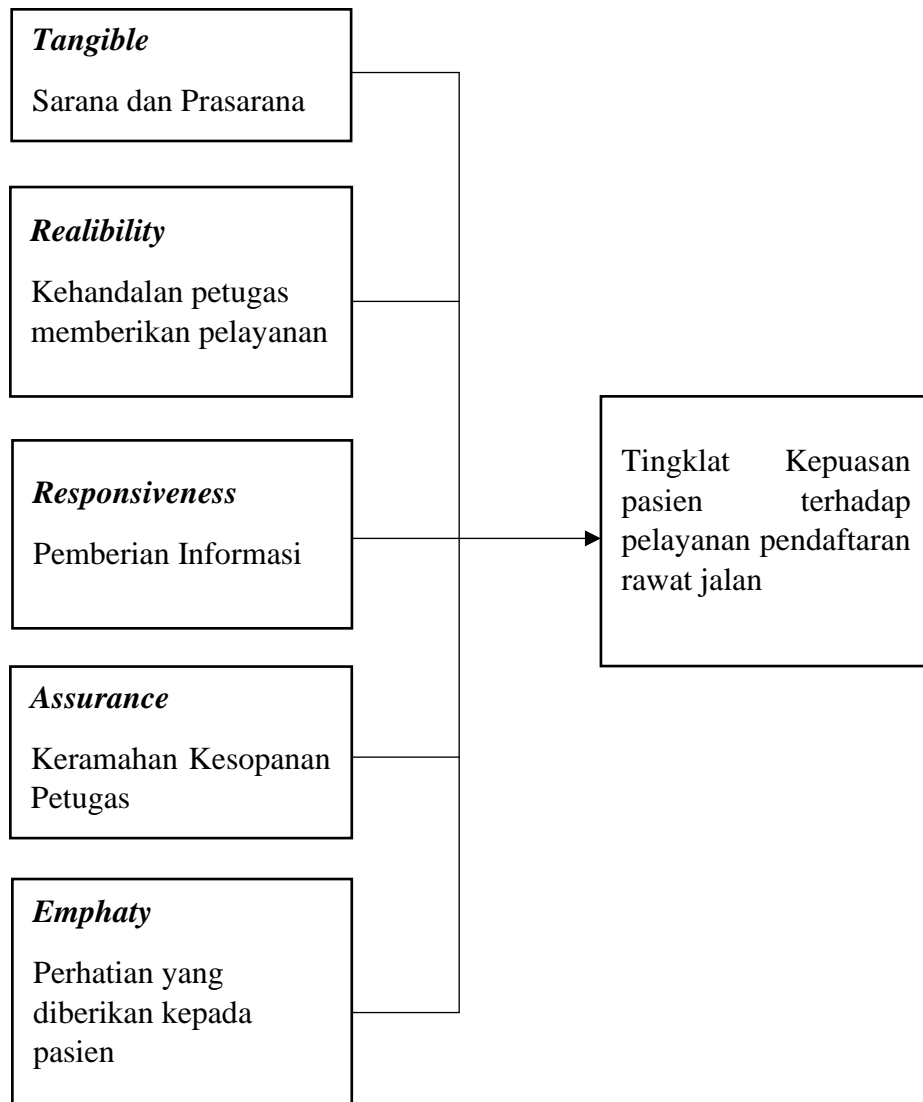 Tangible
Sarana dan Prasarana
Realibility
Kehandalan petugas
memberikan pelayanan
Responsiveness
Pemberian Informasi
Assurance
Keramahan Kesopanan
Petugas
Emphaty
Perhatian yang
diberikan kepada
pasien
Tingklat Kepuasan
pasien terhadap
pelayanan pendaftaran
rawat jalan